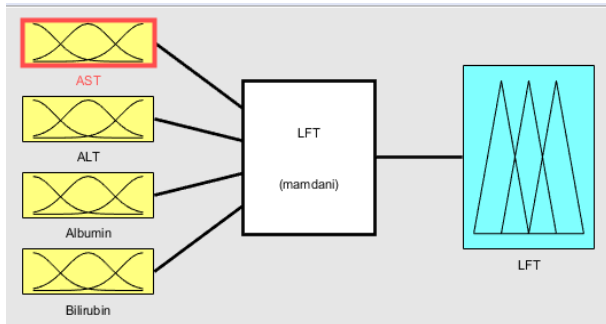 AST
ALT
Albumin
Bilirubin
LFT
(mamdani)
LFT